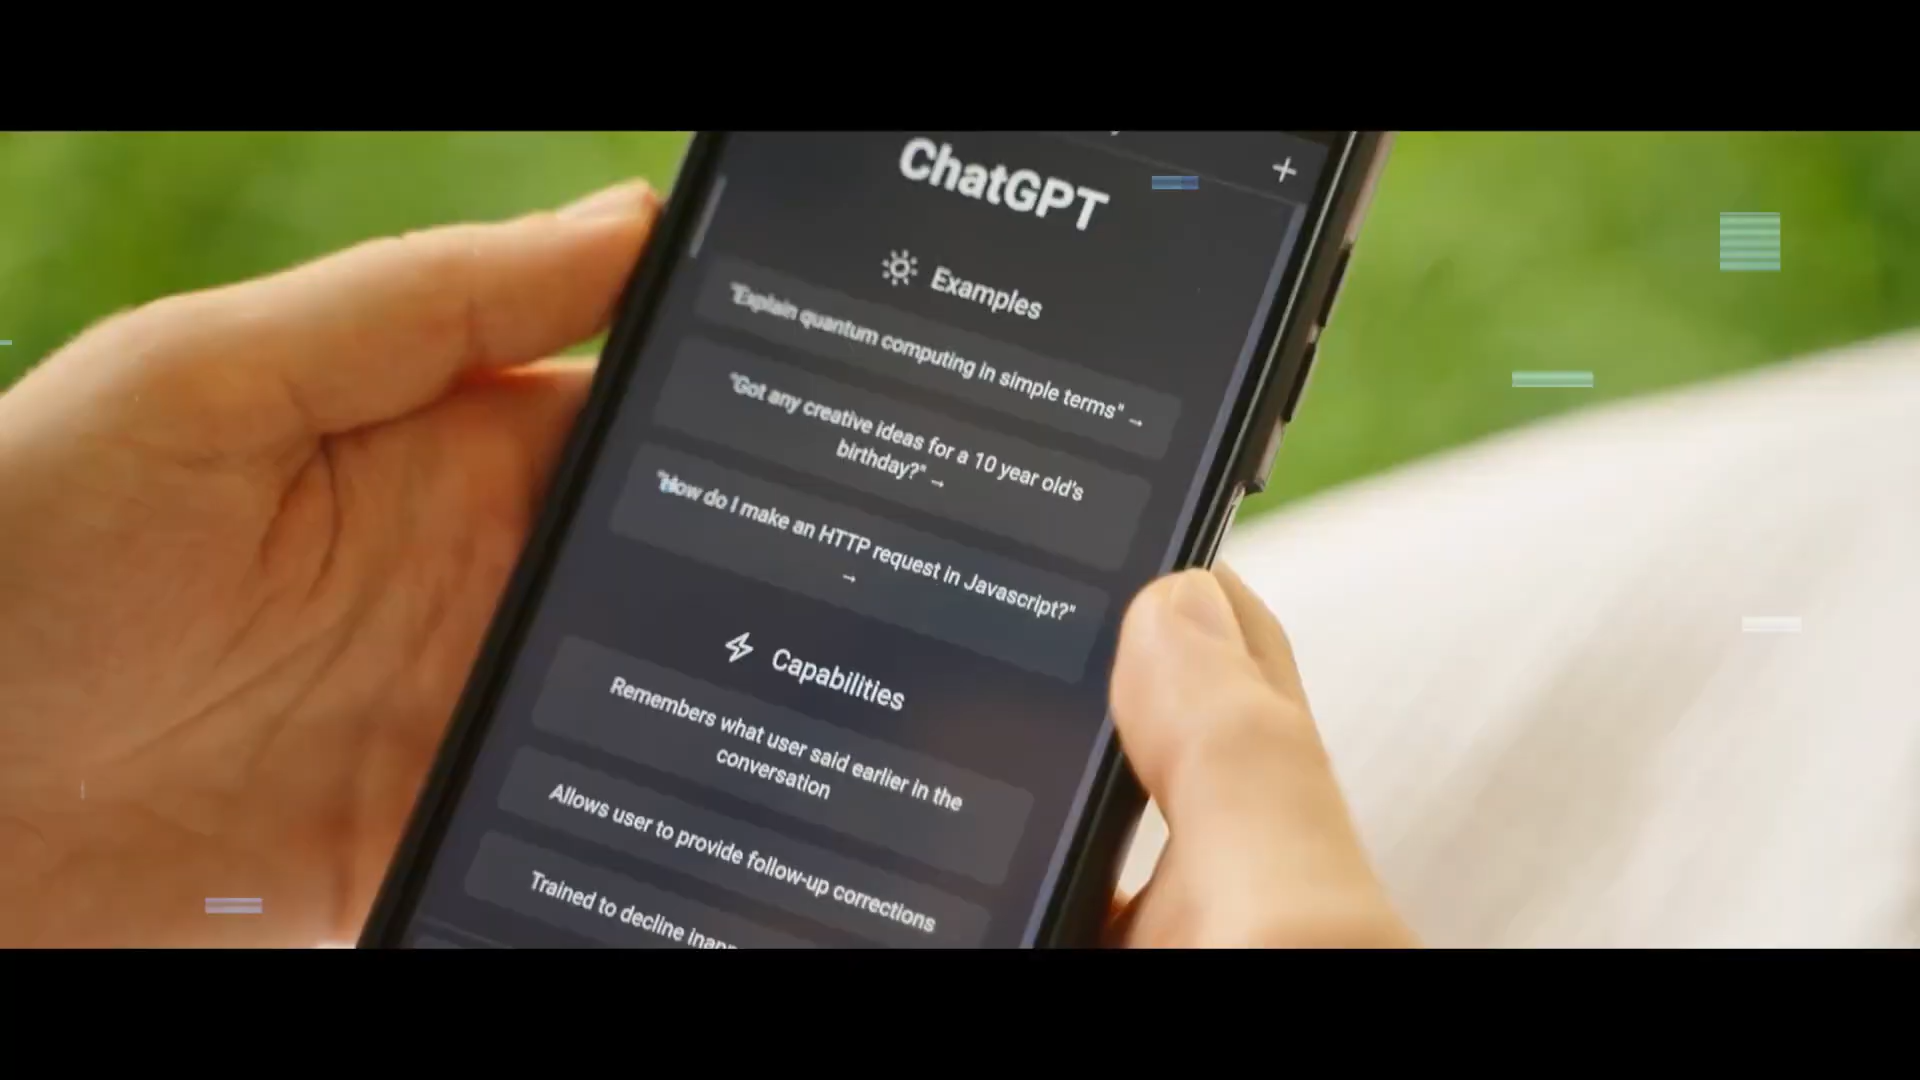 ChatGPT
Examples
"Explain quantum computing in simple terms" →
"Got any creative ideas for a 10 year old's
birthday?" →
"How do I make an HTTP request in Javascript?"
→
Capabilities
Remembers what user said earlier in the
conversation
Allows user to provide follow-up corrections
Trained to decline